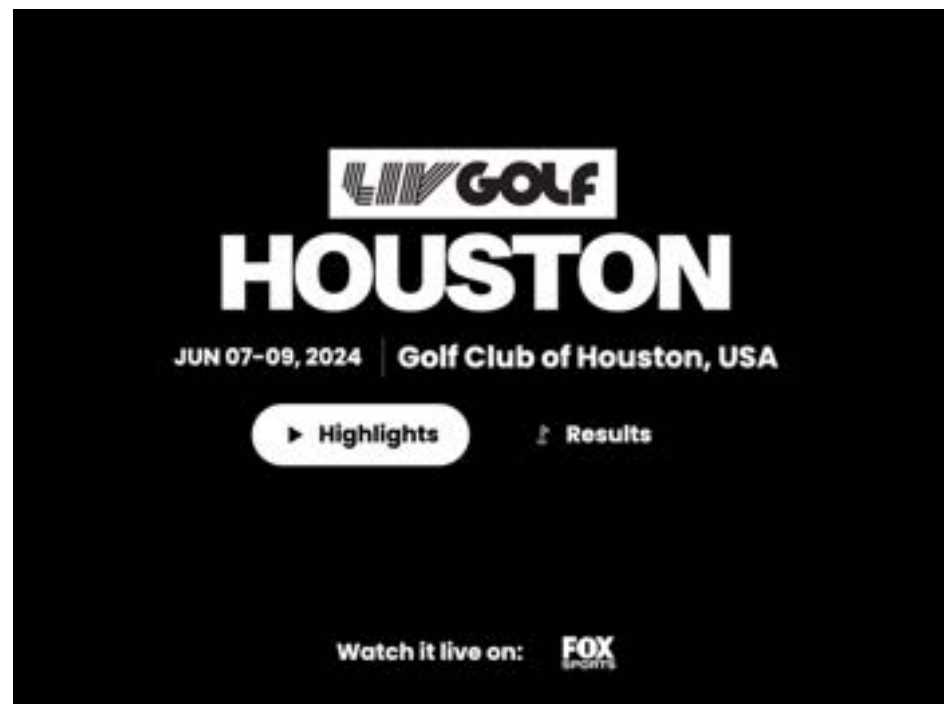 LIV GOLF
HOUSTON
JUN 07-09, 2024 Golf Club of Houston, USA
Highlights Results
Watch it live on: FOX SPORTS